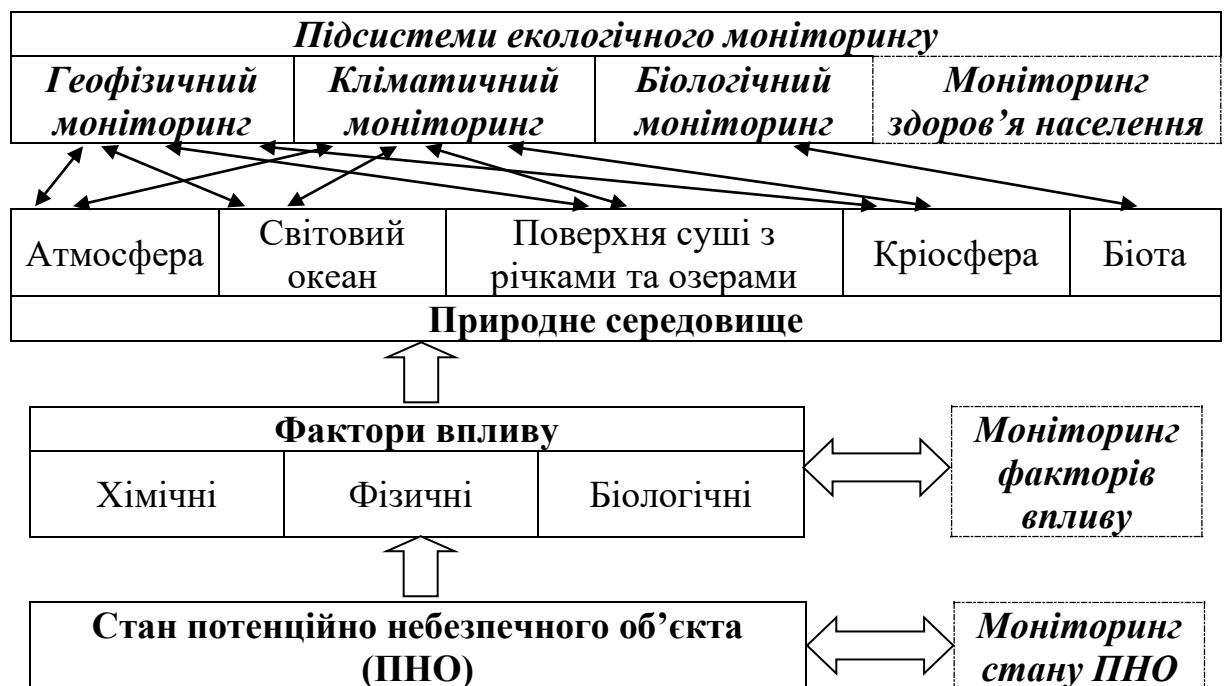 Підсистеми екологічного моніторингу
Геофізичний
моніторинг
Кліматичний
моніторинг
Біологічний
моніторинг
Моніторинг
здоров’я населення
Атмосфера
Світовий
океан
Поверхня суші з
річками та озерами
Кріосфера
Біота
Природне середовище
Фактори впливу
Хімічні
Фізичні
Біологічні
Моніторинг
факторів
впливу
Стан потенційно небезпечного об’єкта
(ПНО)
Моніторинг
стану ПНО